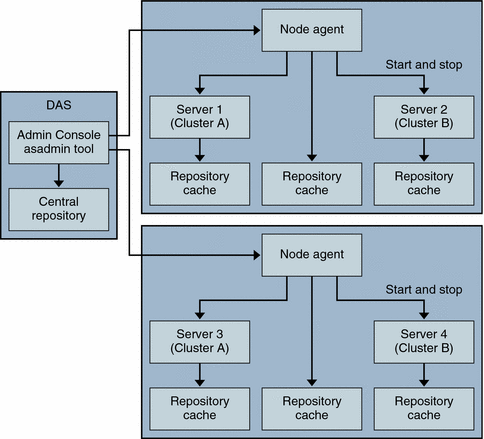 DAS
Admin Console
asadmin tool
Central
repository
Node agent
Start and stop
Server 1
(Cluster A)
Server 2
(Cluster B)
Repository
cache
Repository
cache
Repository
cache
Node agent
Start and stop
Server 3
(Cluster A)
Server 4
(Cluster B)
Repository
cache
Repository
cache
Repository
cache